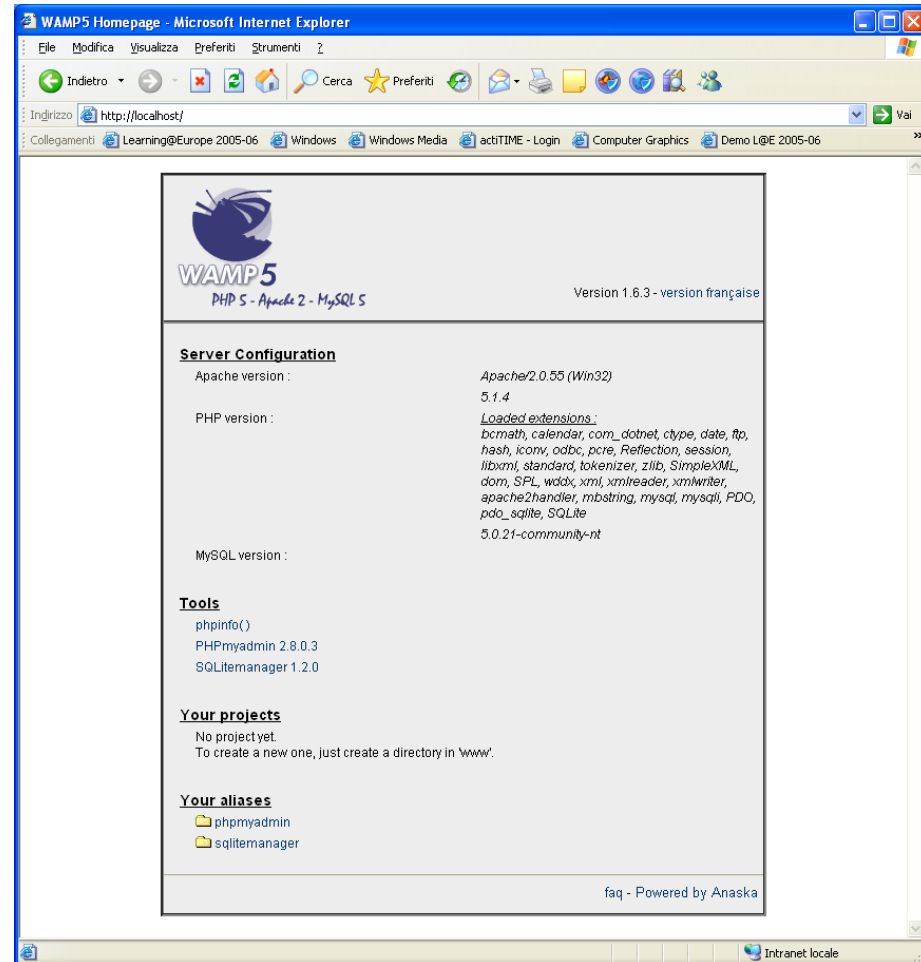 WAMP5 Homepage - Microsoft Internet Explorer
File Modifica Visualizza Preferiti Strumenti ?
Indietro Cerca Preferiti
Indirizzo http://localhost/ Vai
Collegamenti Learning@Europe 2005-06 Windows Windows Media actiTIME - Login Computer Graphics Demo L@E 2005-06 »
WAMP5
PHP 5 - Apache 2 - MySQL 5
Version 1.6.3 - version française
Server Configuration
Apache version : Apache/2.0.55 (Win32)
5.1.4
PHP version : Loaded extensions :
bcmath, calendar, com_dotnet, ctype, date, ftp,
hash, iconv, odbc, pcre, Reflection, session,
libxml, standard, tokenizer, zlib, SimpleXML,
dom, SPL, wddx, xml, xmlreader, xmlwriter,
apache2handler, mbstring, mysql, mysqli, PDO,
pdo_sqlite, SQLite
5.0.21-community-nt
MySQL version :
Tools
phpinfo()
PHPmyadmin 2.8.0.3
SQLitemanager 1.2.0
Your projects
No project yet.
To create a new one, just create a directory in 'www'.
Your aliases
phpmyadmin
sqlitemanager
faq - Powered by Anaska
Intranet locale